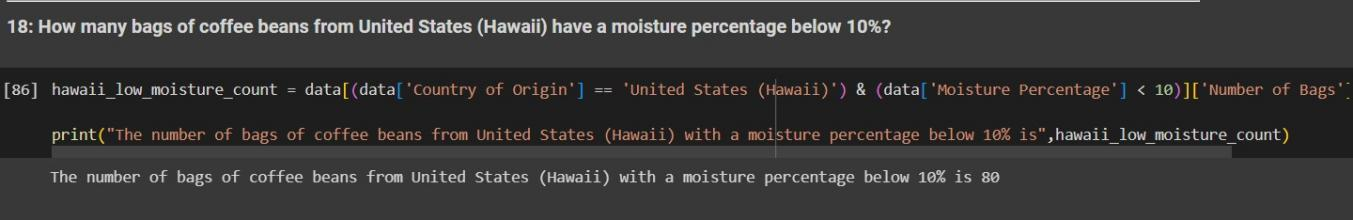 18: How many bags of coffee beans from United States (Hawaii) have a moisture percentage below 10%?
[86] hawaii_low_moisture_count = data[(data['Country of Origin'] == 'United States (Hawaii)') & (data['Moisture Percentage'] < 10)]['Number of Bags'
print("The number of bags of coffee beans from United States (Hawaii) with a moisture percentage below 10% is",hawaii_low_moisture_count)
The number of bags of coffee beans from United States (Hawaii) with a moisture percentage below 10% is 80